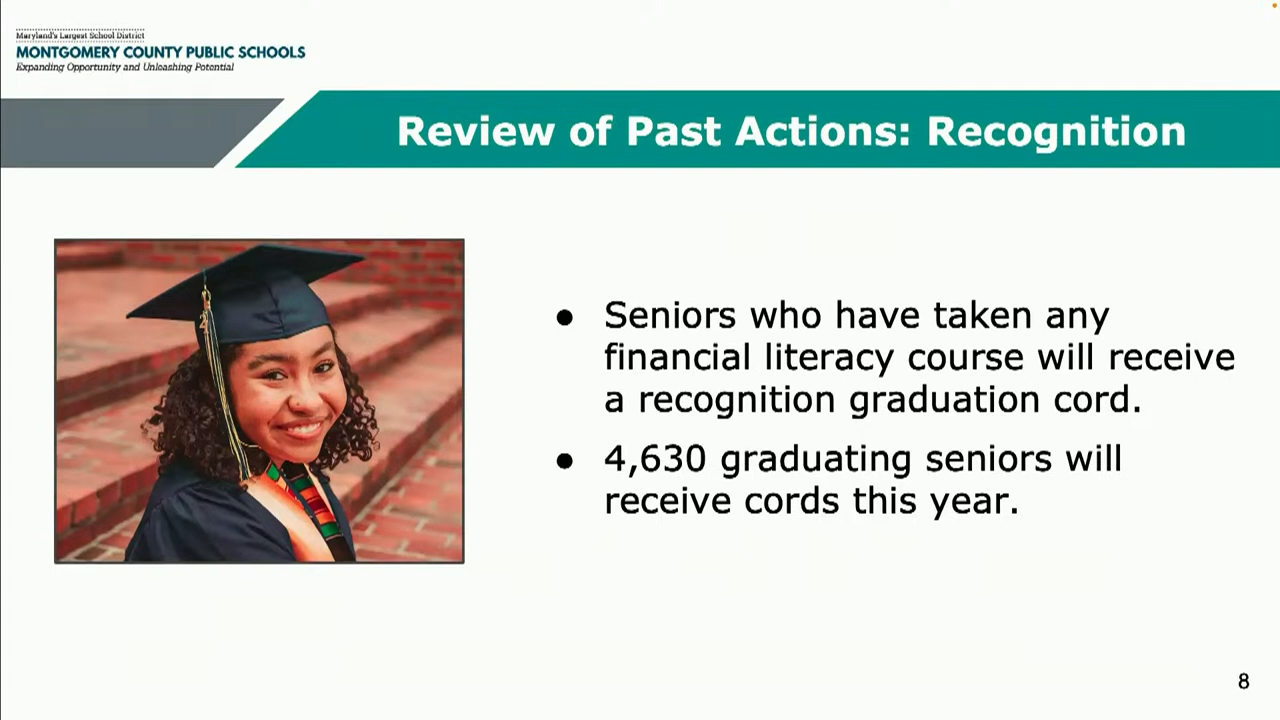 Maryland's Largest School District
MONTGOMERY COUNTY PUBLIC SCHOOLS
Expanding Opportunity and Unleashing Potential
Review of Past Actions: Recognition
● Seniors who have taken any
financial literacy course will receive
a recognition graduation cord.
● 4,630 graduating seniors will
receive cords this year.
8